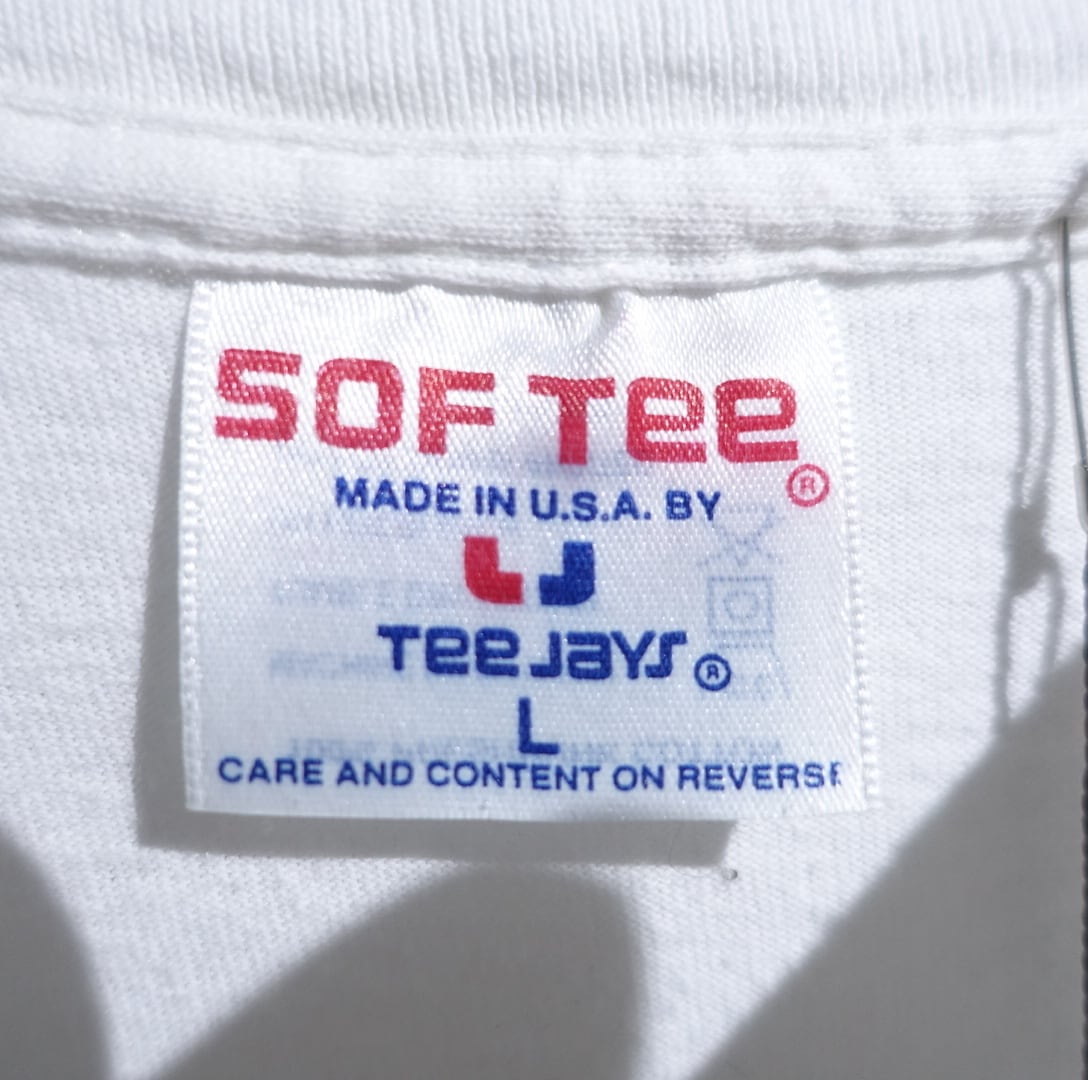 SOF TEE ®
MADE IN U.S.A. BY
TEE JAYS ®
L
CARE AND CONTENT ON REVERSE